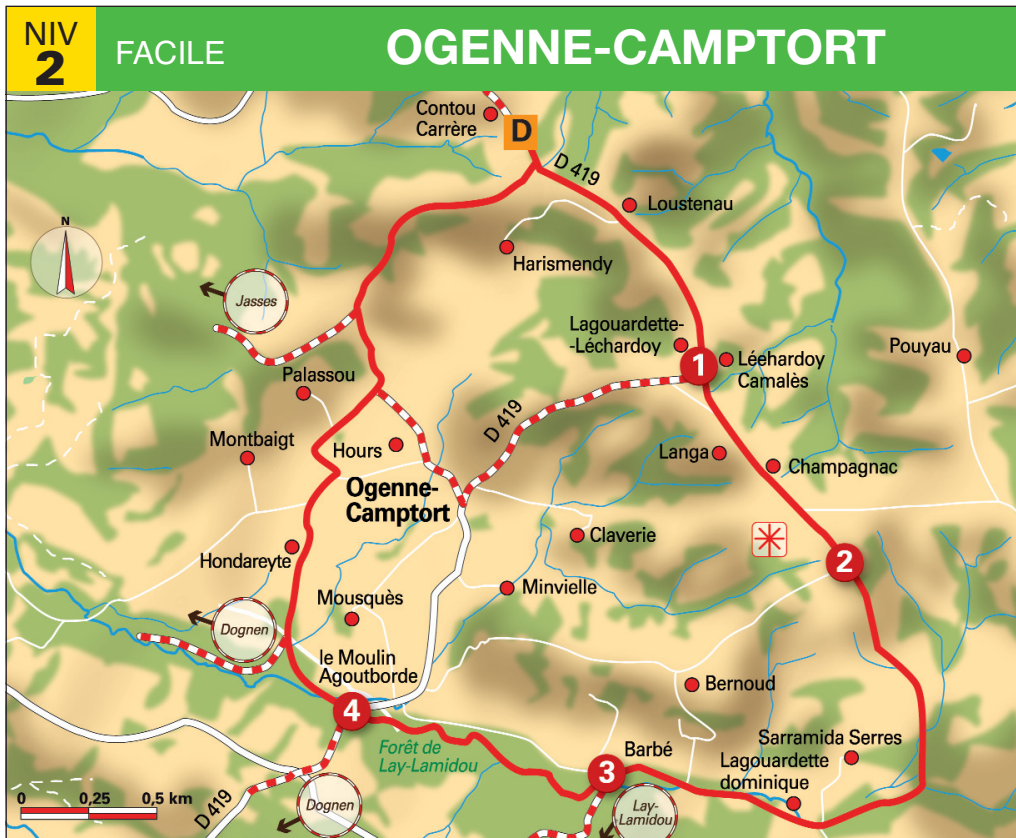 NIV
2
FACILE
OGENNE-CAMPTORT
Contou
Carrère
D
D 419
Loustenau
N
Harismendy
Jasses
Lagouardette-
-Léchardoy
1
Léehardoy
Camalès
Pouyau
Palassou
D 419
Montbaigt
Hours
Langa
Champagnac
Ogenne-
Camptort
Claverie
2
Hondareyte
Minvielle
Mousquès
Dognen
le Moulin
Agoutborde
Bernoud
4
Forêt de
Lay-Lamidou
Barbé
Sarramida Serres
Lagouardette
dominique
3
0 0,25 0,5 km
D419
Dognen
Lay-
Lamidou